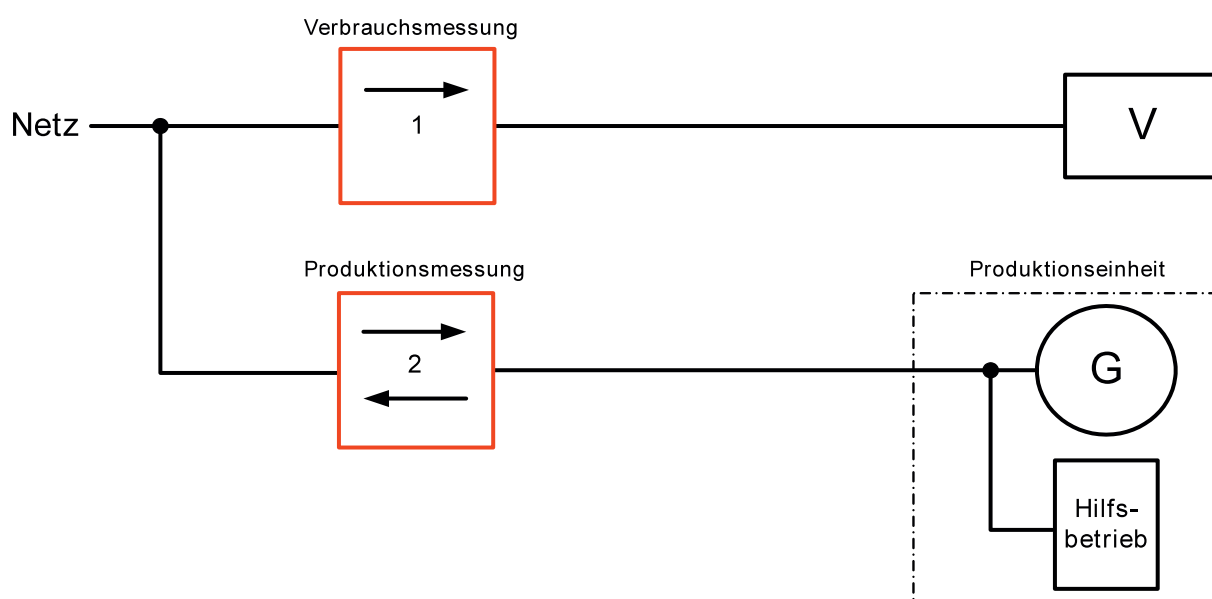 Verbrauchsmessung
Netz
1
V
Produktionsmessung
2
Produktionseinheit
G
Hilfs-
betrieb